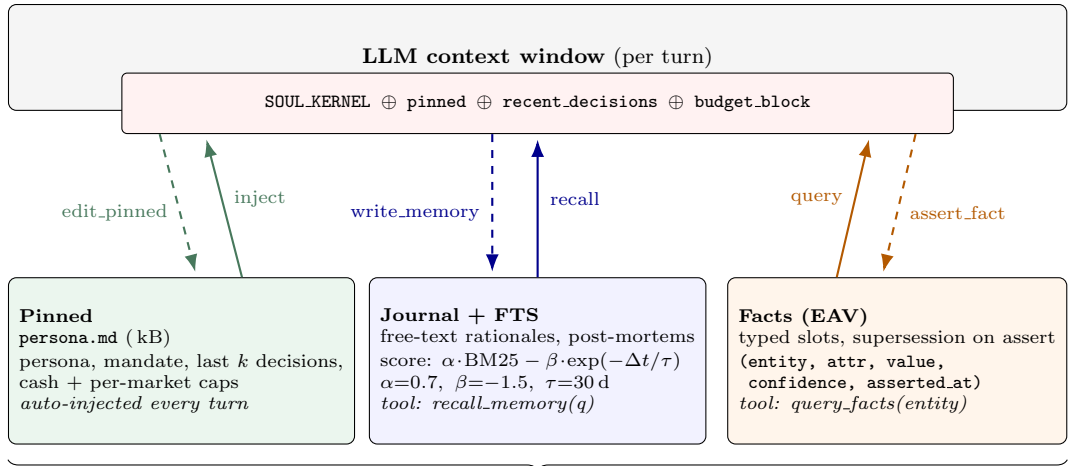 LLM context window (per turn)
SOUL_KERNEL ⊕ pinned ⊕ recent_decisions ⊕ budget_block
edit_pinned
inject
write_memory
recall
query
assert_fact
Pinned
persona.md ( kB)
persona, mandate, last k decisions,
cash + per-market caps
auto-injected every turn
Journal + FTS
free-text rationales, post-mortems
score: α·BM25 − β·exp(−Δt/τ)
α=0.7, β=−1.5, τ=30 d
tool: recall_memory(q)
Facts (EAV)
typed slots, supersession on assert
(entity, attr, value,
confidence, asserted_at)
tool: query_facts(entity)